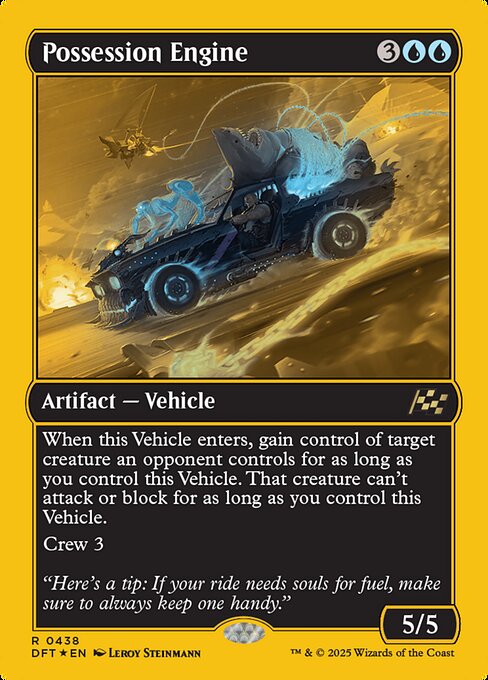 Possession Engine 3
Artifact — Vehicle
When this Vehicle enters, gain control of target
creature an opponent controls for as long as
you control this Vehicle. That creature can't
attack or block for as long as you control this
Vehicle.
Crew 3
“Here's a tip: If your ride needs souls for fuel, make
sure to always keep one handy.”
5/5
R 0438
DFT★EN Leroy Steinmann
™ & © 2025 Wizards of the Coast